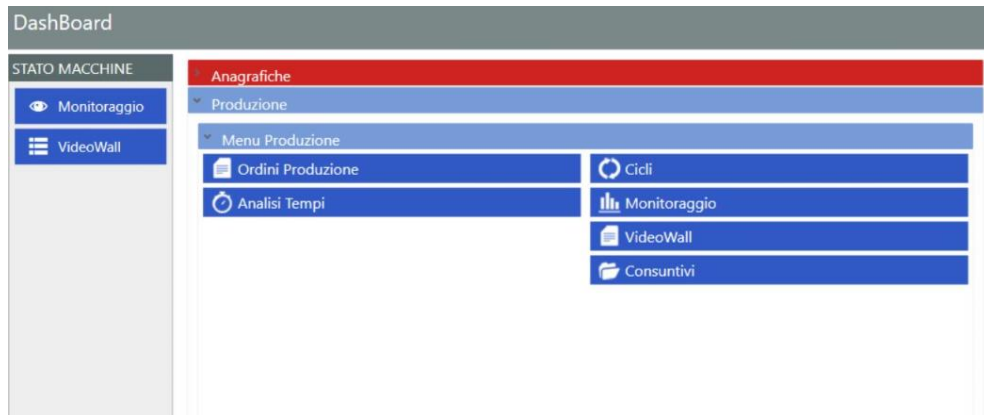 DashBoard
STATO MACCHINE
Monitoraggio
VideoWall
Anagrafiche
Produzione
Menu Produzione
Ordini Produzione
Analisi Tempi
Cicli
Monitoraggio
VideoWall
Consuntivi